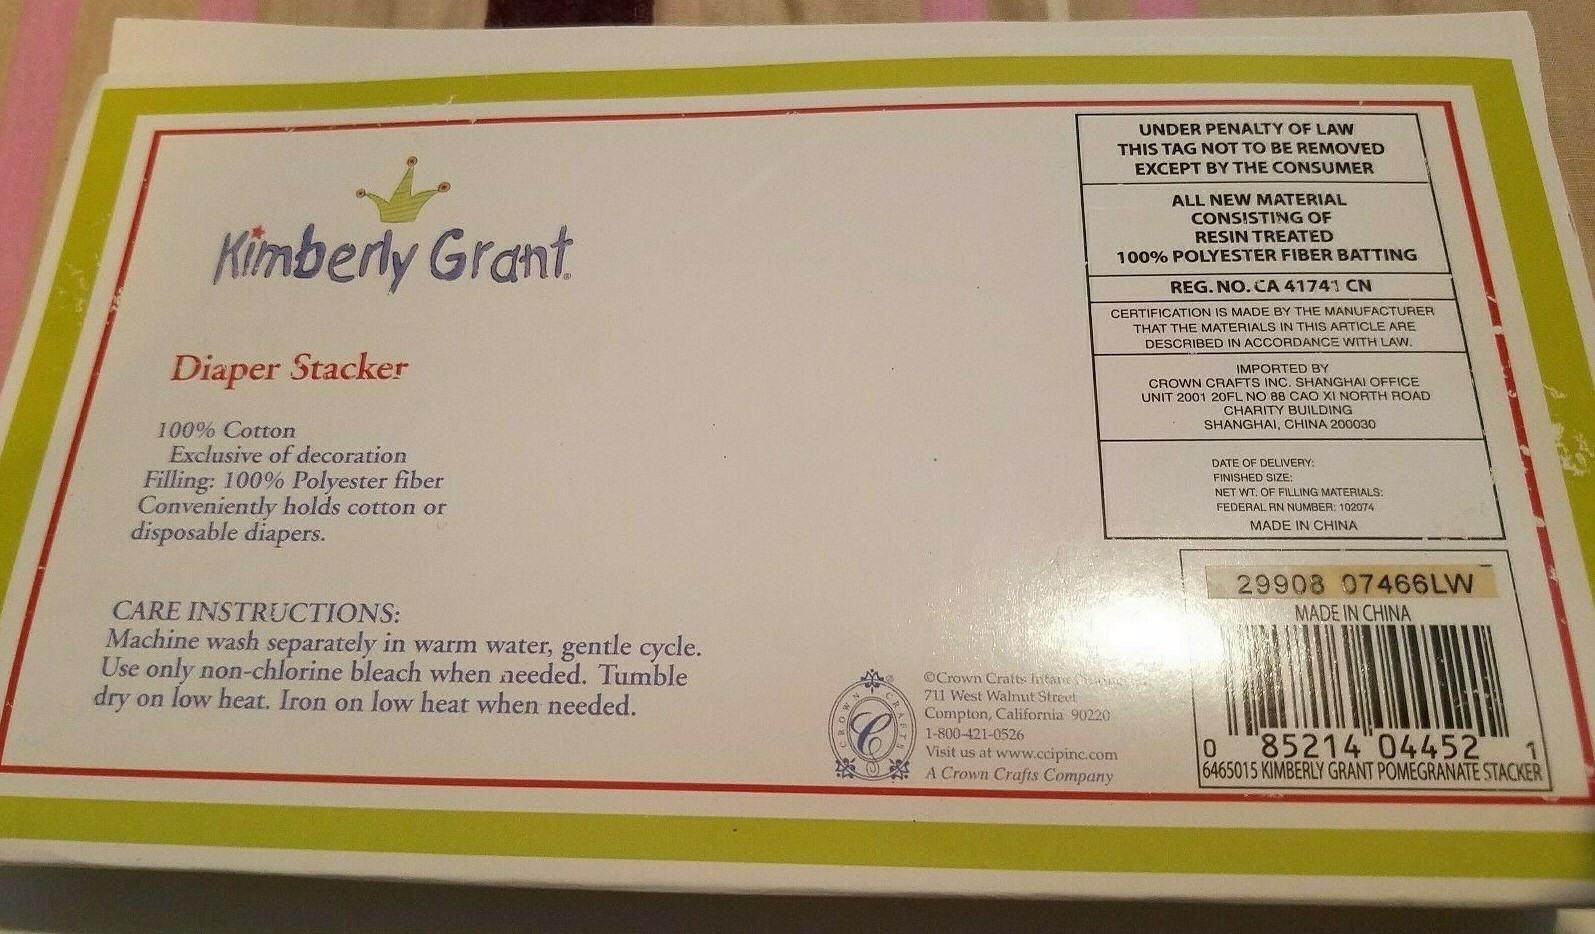 Kimberly Grant®
Diaper Stacker
100% Cotton
Exclusive of decoration
Filling: 100% Polyester fiber
Conveniently holds cotton or
disposable diapers.
CARE INSTRUCTIONS:
Machine wash separately in warm water, gentle cycle.
Use only non-chlorine bleach when needed. Tumble
dry on low heat. Iron on low heat when needed.
UNDER PENALTY OF LAW
THIS TAG NOT TO BE REMOVED
EXCEPT BY THE CONSUMER
ALL NEW MATERIAL
CONSISTING OF
RESIN TREATED
100% POLYESTER FIBER BATTING
REG. NO. CA 41741 CN
CERTIFICATION IS MADE BY THE MANUFACTURER
THAT THE MATERIALS IN THIS ARTICLE ARE
DESCRIBED IN ACCORDANCE WITH LAW.
IMPORTED BY
CROWN CRAFTS INC. SHANGHAI OFFICE
UNIT 2001 20FL NO 88 CAO XI NORTH ROAD
CHARITY BUILDING
SHANGHAI, CHINA 200030
DATE OF DELIVERY:
FINISHED SIZE:
NET WT. OF FILLING MATERIALS:
FEDERAL RN NUMBER: 102074
MADE IN CHINA
CROWN CRAFTS
C
©Crown Crafts Infant
711 West Walnut Street
Compton, California 90220
1-800-421-0526
Visit us at www.ccipinc.com
A Crown Crafts Company
29908 07466LW
MADE IN CHINA
0 85214 04452 1
6465015 KIMBERLY GRANT POMEGRANATE STACKER